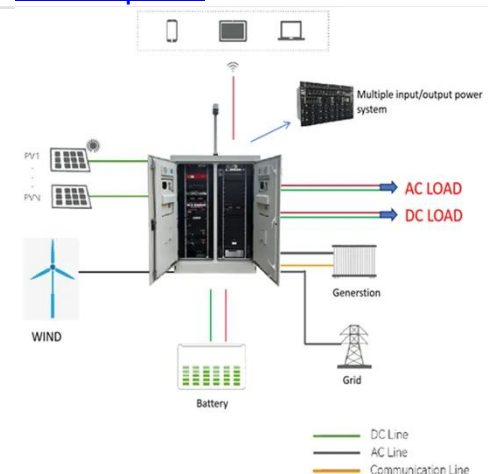 Multiple input/output power
system
PV1
PVN
AC LOAD
DC LOAD
WIND
Generstion
Grid
Battery
DC Line
AC Line
Communication Line